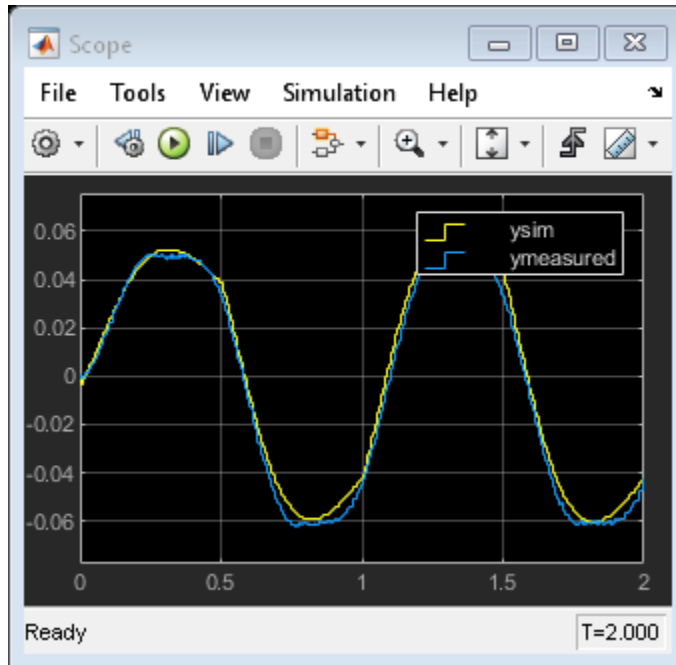 Scope
File Tools View Simulation Help
ysim
ymeasured
0.06
0.04
0.02
0
-0.02
-0.04
-0.06
0 0.5 1 1.5 2
Ready T=2.000